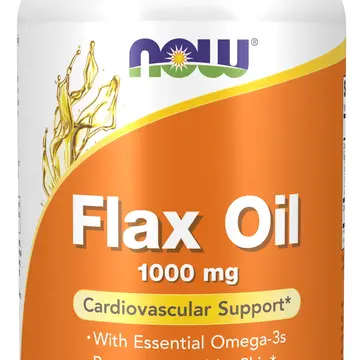 NOW
Flax Oil
1000 mg
Cardiovascular Support*
•With Essential Omega-3s